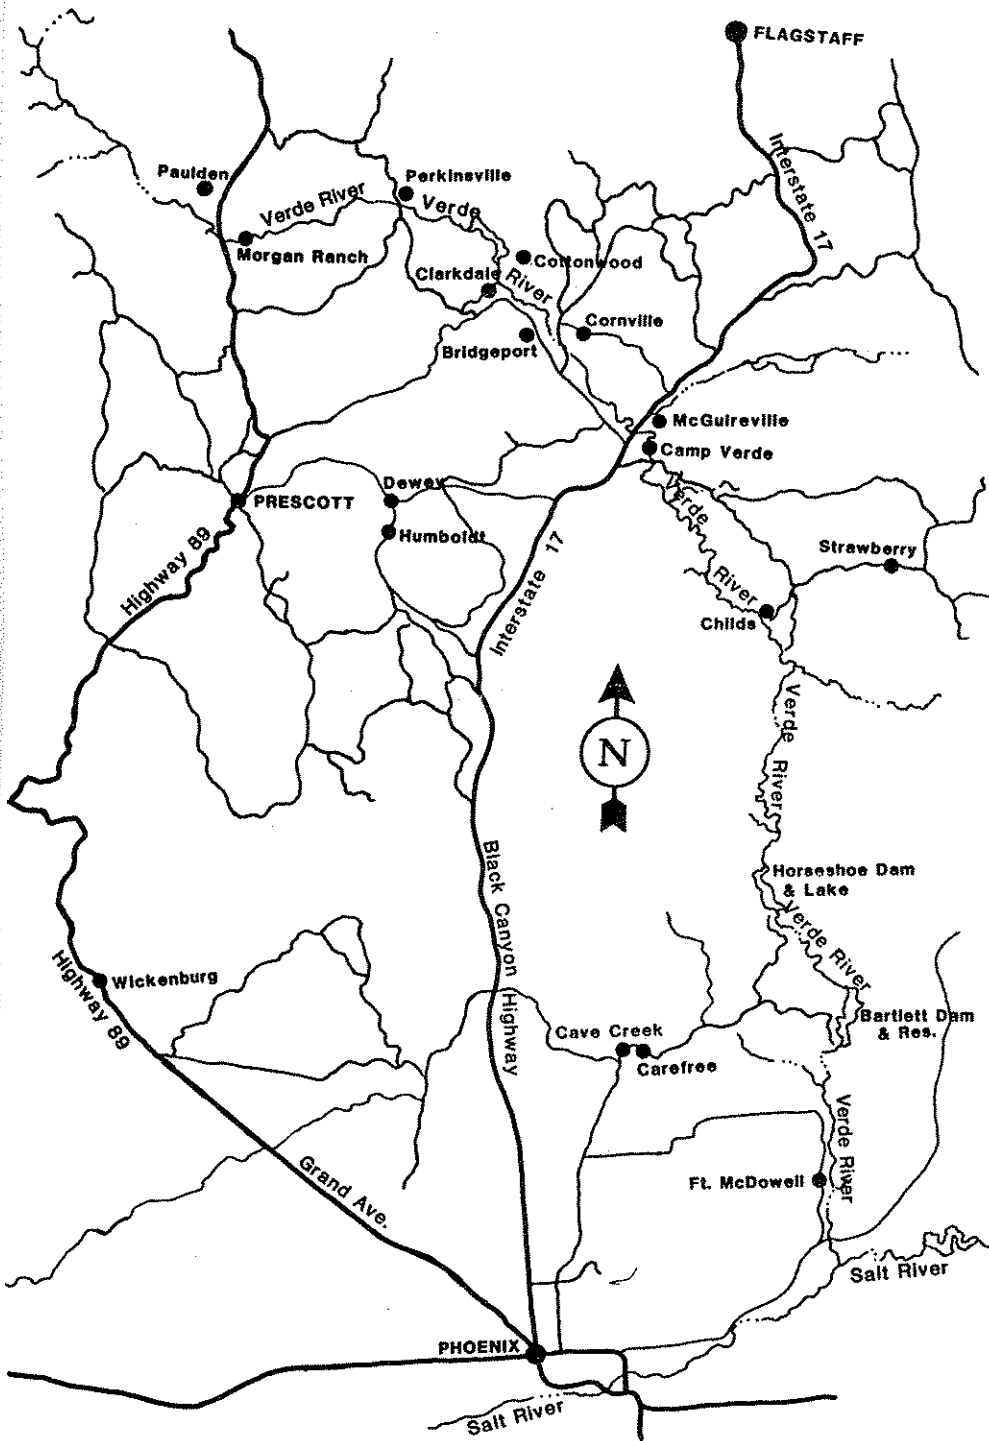 FLAGSTAFF
Interstate 17
Paulden
Perkinsville
Verde River
Verde
Morgan Ranch
Cottonwood
Clarkdale
River
Cornville
Bridgeport
McGuireville
Camp Verde
Dewey
Verde
PRESCOTT
Humboldt
Highway 89
Interstate 17
Strawberry
River
Childs
Verde
River
N
Black Canyon Highway
Horseshoe Dam
& Lake
Verde River
Highway 89
Wickenburg
Bartlett Dam
& Res.
Cave Creek
Carefree
Verde River
Grand Ave.
Ft. McDowell
Salt River
PHOENIX
Salt River